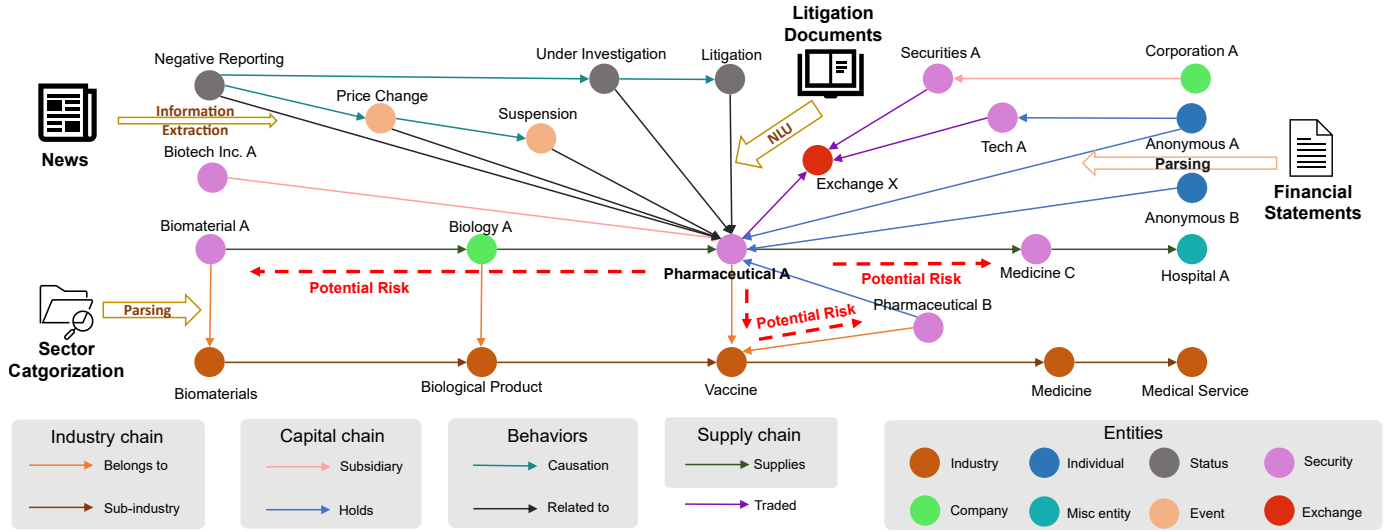 Litigation
Documents
Negative Reporting
Under Investigation
Litigation
Securities A
Corporation A
Price Change
Suspension
Information
Extraction
News
NLU
Tech A
Anonymous A
Parsing
Biotech Inc. A
Exchange X
Financial
Statements
Anonymous B
Biomaterial A
Biology A
Pharmaceutical A
Medicine C
Hospital A
Potential Risk
Potential Risk
Pharmaceutical B
Potential Risk
Parsing
Sector
Catgorization
Biomaterials
Biological Product
Vaccine
Medicine
Medical Service
Industry chain
Belongs to
Sub-industry
Capital chain
Subsidiary
Holds
Behaviors
Causation
Related to
Supply chain
Supplies
Traded
Entities
Industry
Individual
Status
Security
Company
Misc entity
Event
Exchange